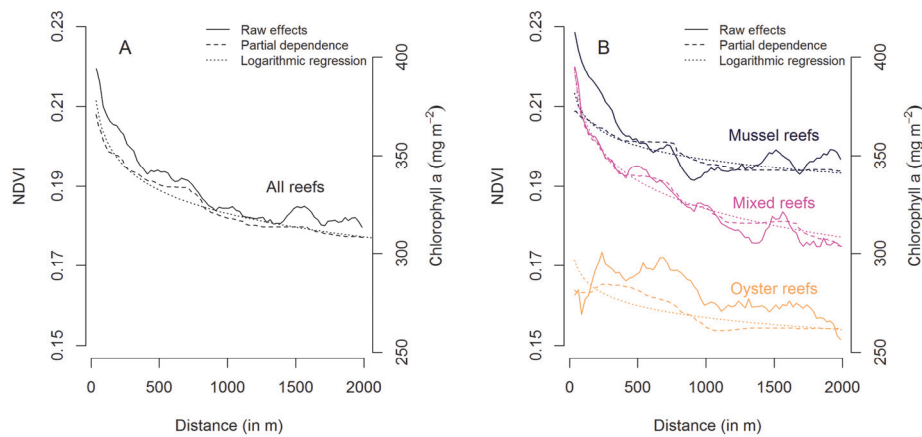 A
Raw effects
Partial dependence
Logarithmic regression
0.23
0.21
0.19
0.17
0.15
NDVI
All reefs
400
350
300
250
Chlorophyll a (mg m⁻²)
0 500 1000 1500 2000
Distance (in m)
B
Raw effects
Partial dependence
Logarithmic regression
0.23
0.21
0.19
0.17
0.15
NDVI
Mussel reefs
Mixed reefs
Oyster reefs
400
350
300
250
Chlorophyll a (mg m⁻²)
0 500 1000 1500 2000
Distance (in m)